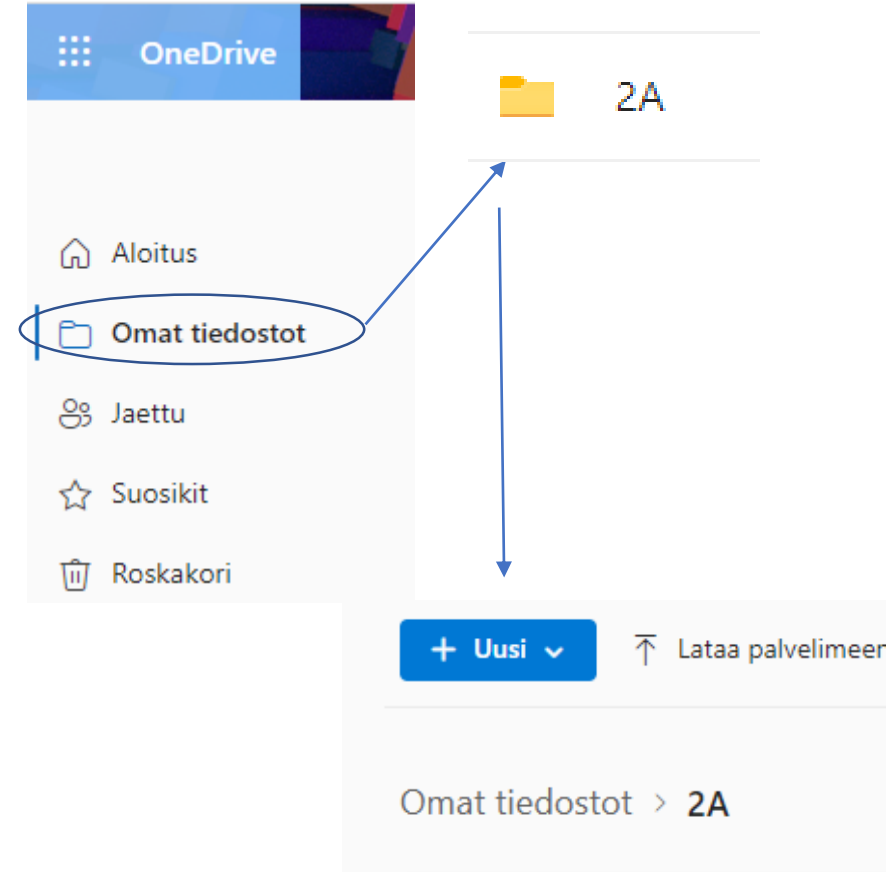 OneDrive
2A
Aloitus
Omat tiedostot
Jaettu
Suosikit
Roskakori
+ Uusi
Lataa palvelimeen
Omat tiedostot > 2A